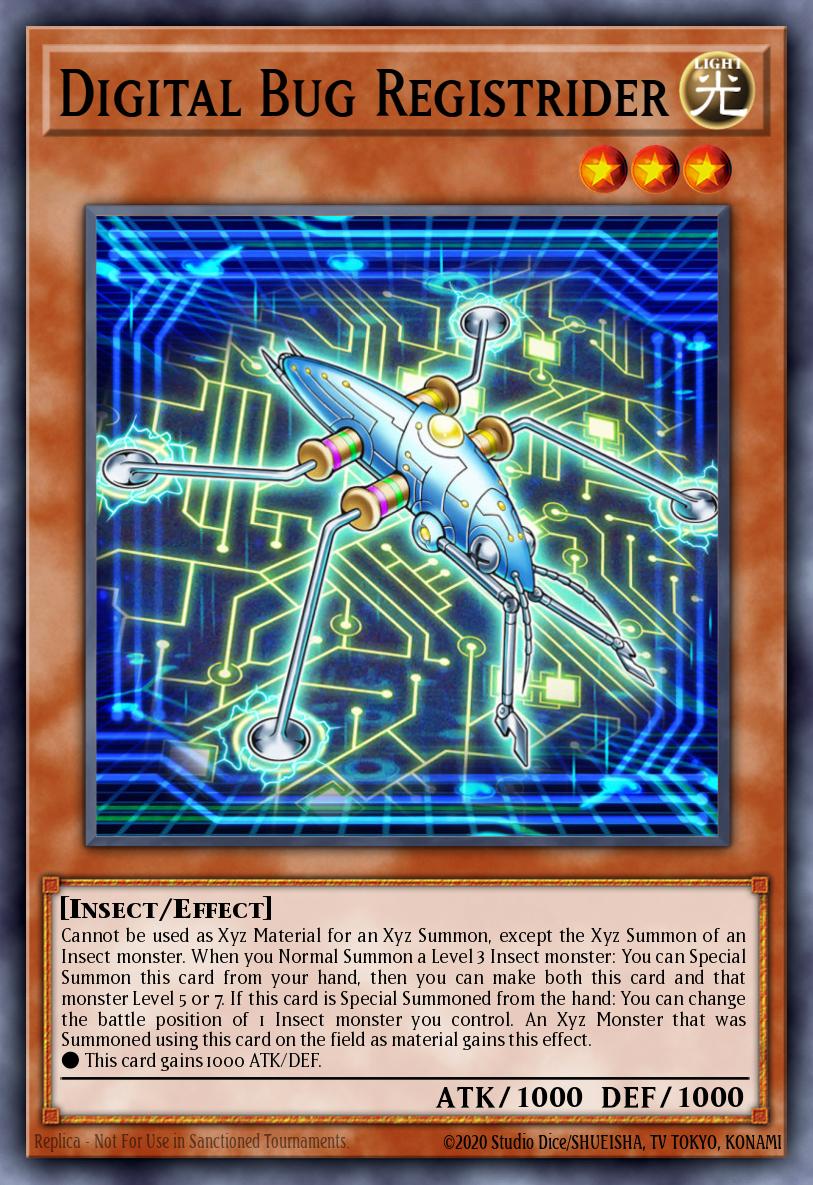 Digital Bug Registrider
LIGHT
光
[Insect/Effect]
Cannot be used as Xyz Material for an Xyz Summon, except the Xyz Summon of an
Insect monster. When you Normal Summon a Level 3 Insect monster: You can Special
Summon this card from your hand, then you can make both this card and that
monster Level 5 or 7. If this card is Special Summoned from the hand: You can change
the battle position of 1 Insect monster you control. An Xyz Monster that was
Summoned using this card on the field as material gains this effect.
● This card gains 1000 ATK/DEF.
ATK/1000 DEF/1000
Replica - Not For Use in Sanctioned Tournaments.
©2020 Studio Dice/SHUEISHA, TV TOKYO, KONAMI